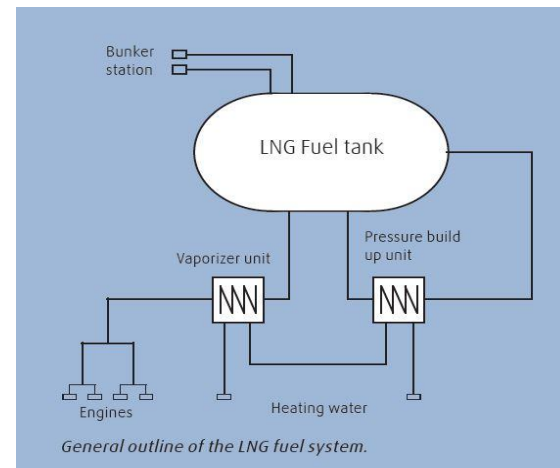 Bunker
station
LNG Fuel tank
Pressure build
up unit
Vaporizer unit
Engines
Heating water
General outline of the LNG fuel system.